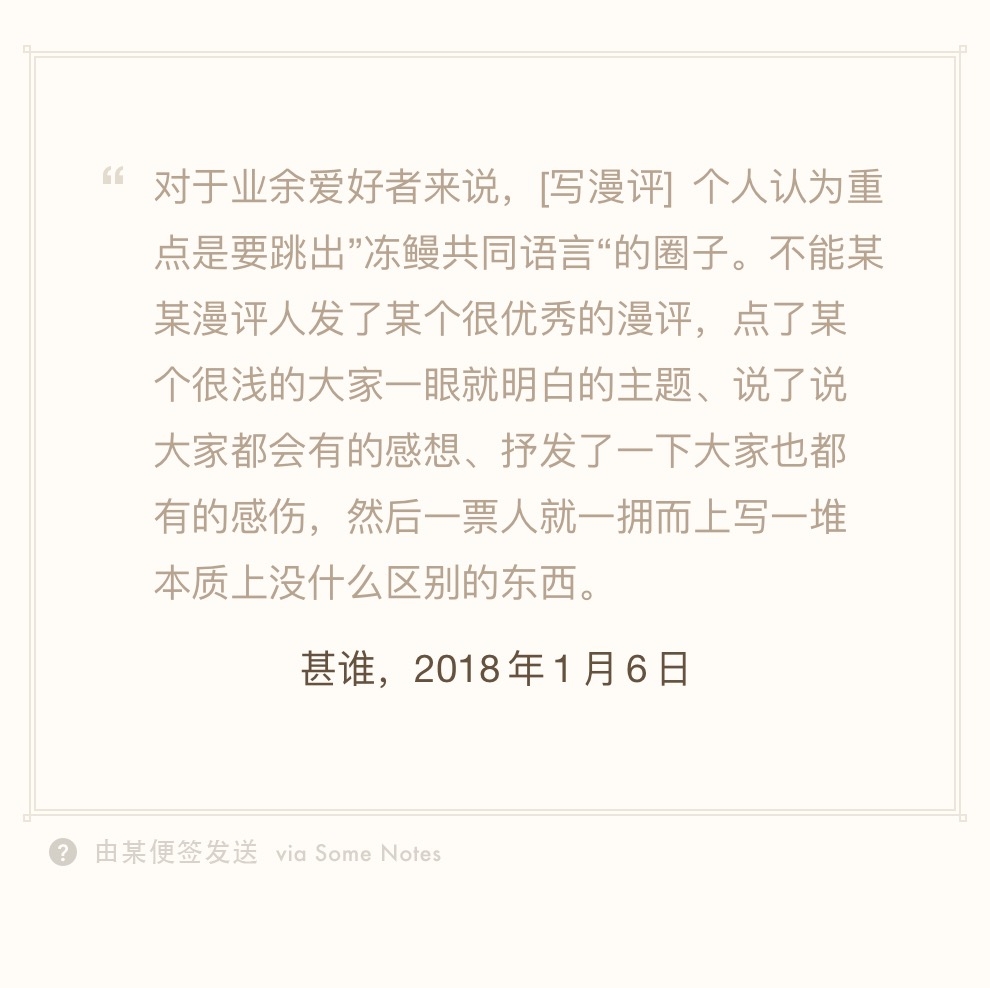 “ 对于业余爱好者来说，[写漫评] 个人认为重
点是要跳出”冻鳗共同语言“的圈子。不能某
某漫评人发了某个很优秀的漫评，点了某
个很浅的大家一眼就明白的主题、说了说
大家都会有的感想、抒发了一下大家也都
有的感伤，然后一票人就一拥而上写一堆
本质上没什么区别的东西。
甚谁，2018年1月6日
? 由某便签发送 via Some Notes